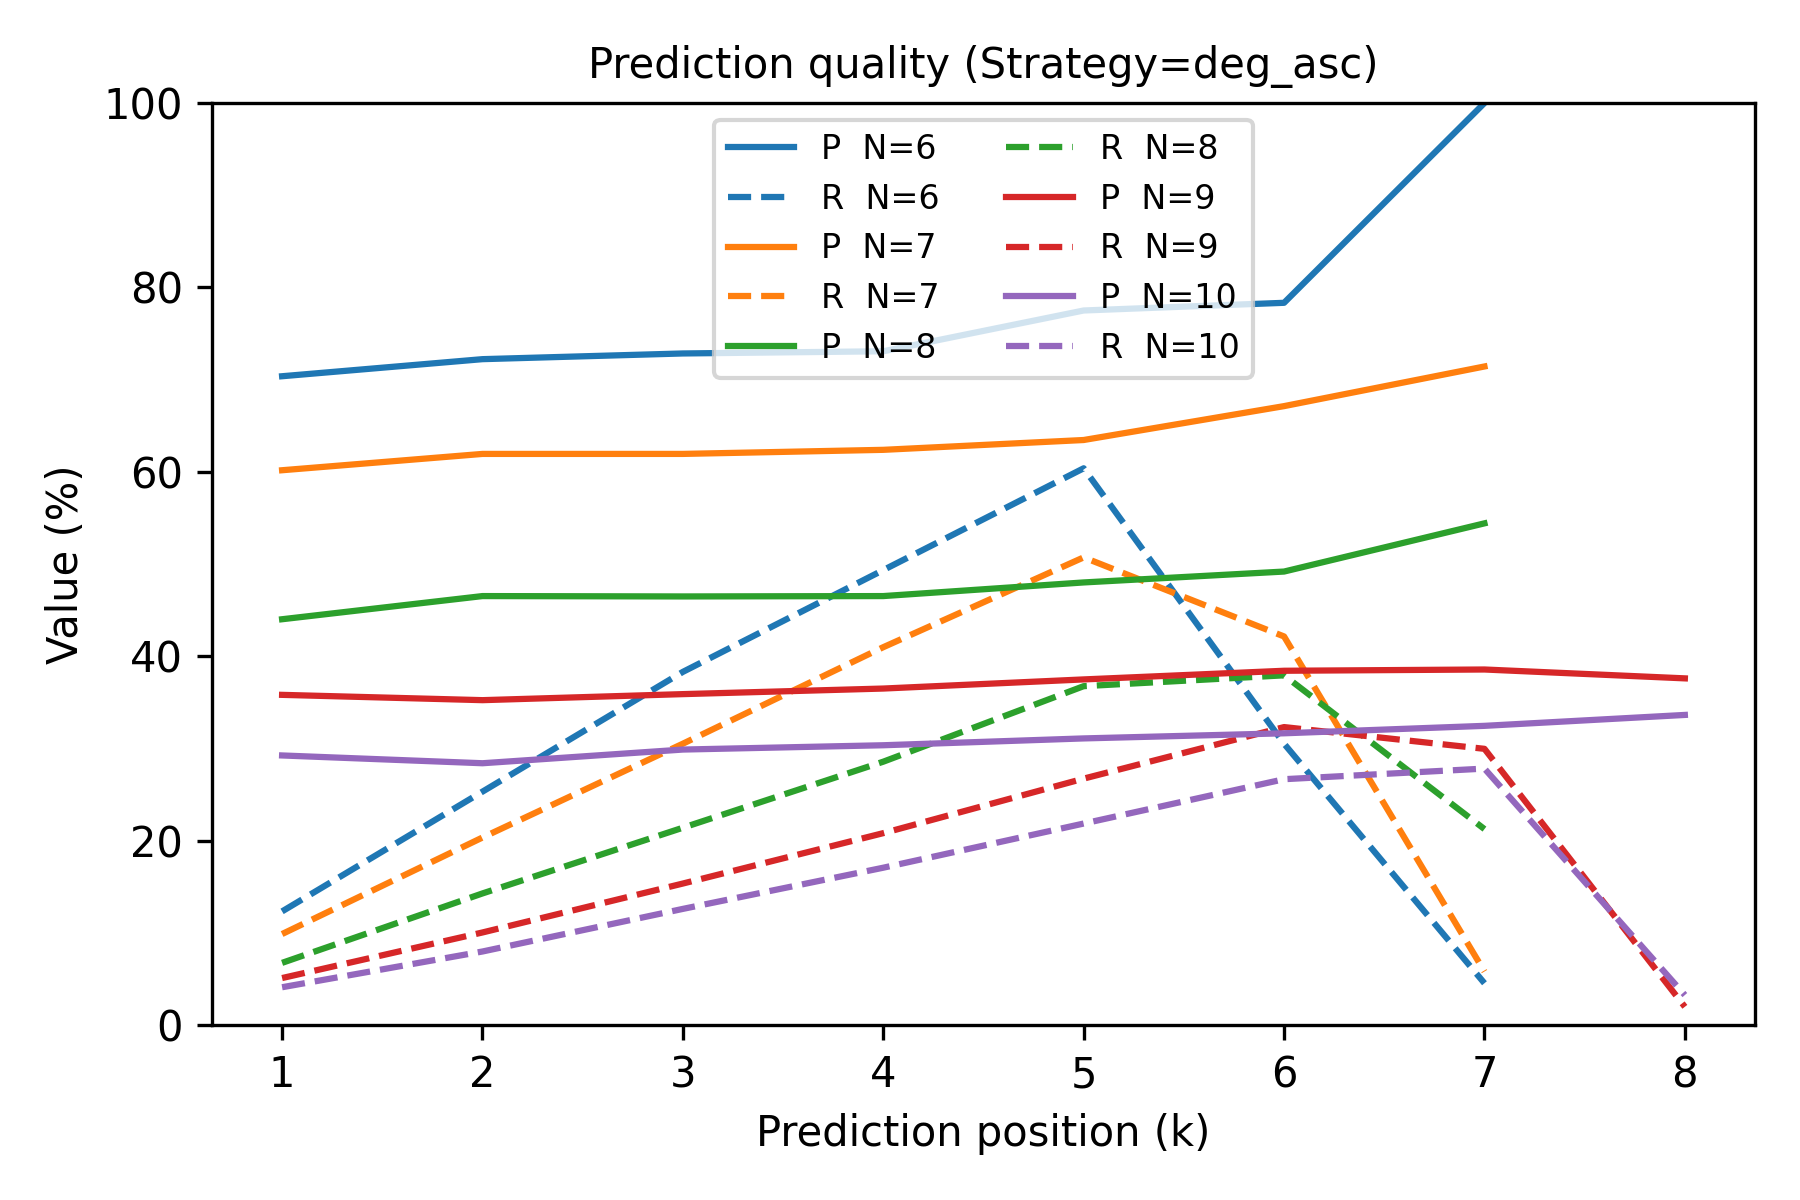 Prediction quality (Strategy=deg_asc)
100
80
60
40
20
0
Value (%)
P N=6
R N=6
P N=7
R N=7
P N=8
R N=8
P N=9
R N=9
P N=10
R N=10
1 2 3 4 5 6 7 8
Prediction position (k)